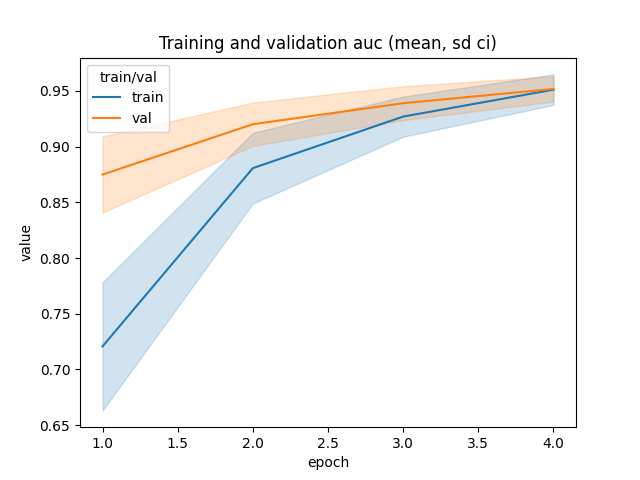 Training and validation auc (mean, sd ci)
train/val
train
val
0.95
0.90
0.85
0.80
0.75
0.70
0.65
value
1.0
1.5
2.0
2.5
3.0
3.5
4.0
epoch